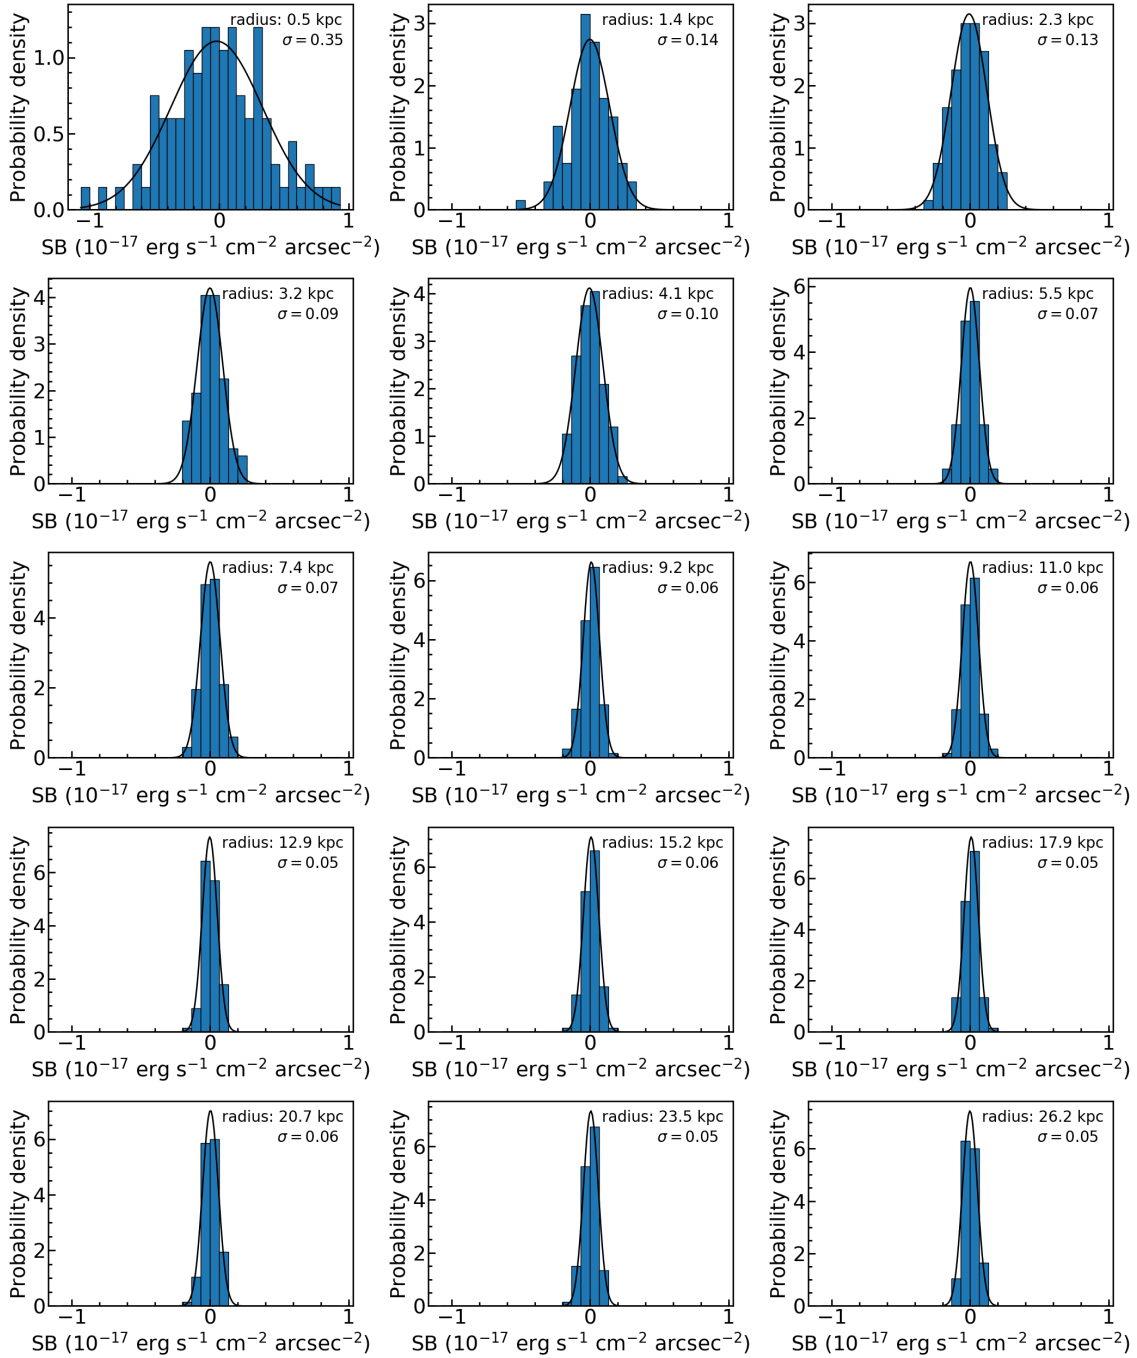 radius: 0.5 kpc
σ = 0.35
Probability density
1.0
0.5
0.0
−1 0 1
SB (10⁻¹⁷ erg s⁻¹ cm⁻² arcsec⁻²)
radius: 1.4 kpc
σ = 0.14
Probability density
3
2
1
0
−1 0 1
SB (10⁻¹⁷ erg s⁻¹ cm⁻² arcsec⁻²)
radius: 2.3 kpc
σ = 0.13
Probability density
3
2
1
0
−1 0 1
SB (10⁻¹⁷ erg s⁻¹ cm⁻² arcsec⁻²)
radius: 3.2 kpc
σ = 0.09
Probability density
4
3
2
1
0
−1 0 1
SB (10⁻¹⁷ erg s⁻¹ cm⁻² arcsec⁻²)
radius: 4.1 kpc
σ = 0.10
Probability density
4
3
2
1
0
−1 0 1
SB (10⁻¹⁷ erg s⁻¹ cm⁻² arcsec⁻²)
radius: 5.5 kpc
σ = 0.07
Probability density
6
4
2
0
−1 0 1
SB (10⁻¹⁷ erg s⁻¹ cm⁻² arcsec⁻²)
radius: 7.4 kpc
σ = 0.07
Probability density
4
2
0
−1 0 1
SB (10⁻¹⁷ erg s⁻¹ cm⁻² arcsec⁻²)
radius: 9.2 kpc
σ = 0.06
Probability density
6
4
2
0
−1 0 1
SB (10⁻¹⁷ erg s⁻¹ cm⁻² arcsec⁻²)
radius: 11.0 kpc
σ = 0.06
Probability density
6
4
2
0
−1 0 1
SB (10⁻¹⁷ erg s⁻¹ cm⁻² arcsec⁻²)
radius: 12.9 kpc
σ = 0.05
Probability density
6
4
2
0
−1 0 1
SB (10⁻¹⁷ erg s⁻¹ cm⁻² arcsec⁻²)
radius: 15.2 kpc
σ = 0.06
Probability density
6
4
2
0
−1 0 1
SB (10⁻¹⁷ erg s⁻¹ cm⁻² arcsec⁻²)
radius: 17.9 kpc
σ = 0.05
Probability density
6
4
2
0
−1 0 1
SB (10⁻¹⁷ erg s⁻¹ cm⁻² arcsec⁻²)
radius: 20.7 kpc
σ = 0.06
Probability density
6
4
2
0
−1 0 1
SB (10⁻¹⁷ erg s⁻¹ cm⁻² arcsec⁻²)
radius: 23.5 kpc
σ = 0.05
Probability density
6
4
2
0
−1 0 1
SB (10⁻¹⁷ erg s⁻¹ cm⁻² arcsec⁻²)
radius: 26.2 kpc
σ = 0.05
Probability density
6
4
2
0
−1 0 1
SB (10⁻¹⁷ erg s⁻¹ cm⁻² arcsec⁻²)